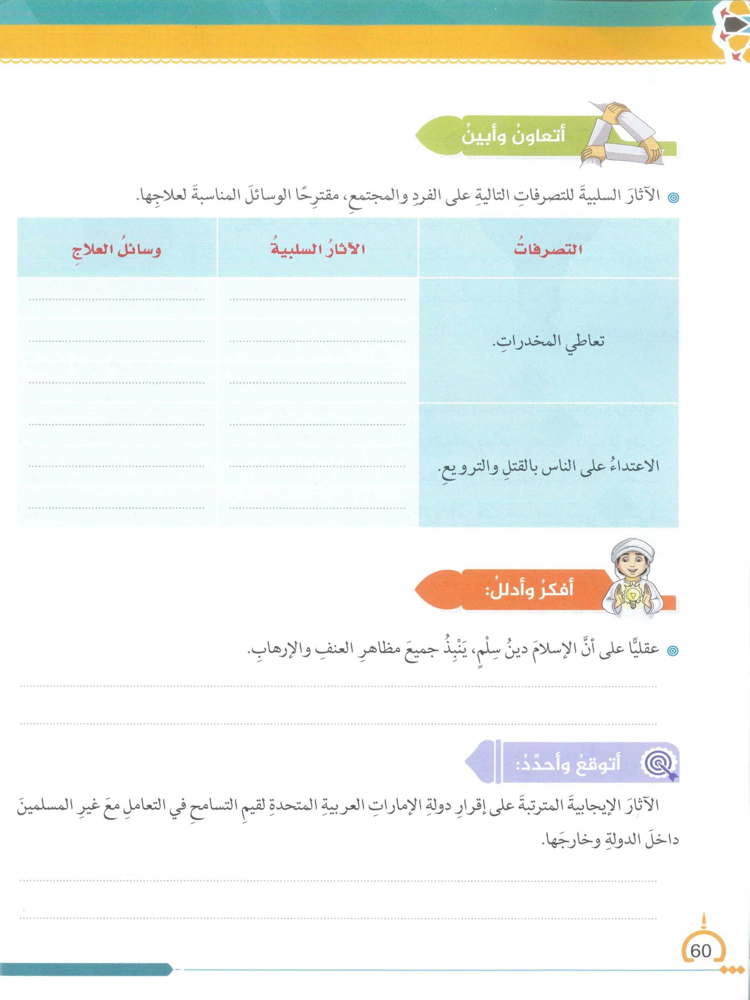 أتعاونُ وأبينُ
الآثارَ السلبيةَ للتصرفاتِ التاليةِ على الفردِ والمجتمعِ، مقترِحًا الوسائلَ المناسبةَ لعلاجِها.
التصرفاتُ
الآثارُ السلبيةُ
وسائلُ العلاجِ
تعاطي المخدراتِ.
الاعتداءُ على الناس بالقتلِ والترويعِ.
أفكرُ وأدللُ:
عقليًّا على أنَّ الإسلامَ دينُ سِلْمٍ، يَنْبِذُ جميعَ مظاهرِ العنفِ والإرهابِ.
أتوقعُ وأحدِّدُ:
الآثارَ الإيجابيةَ المترتبةَ على إقرارِ دولةِ الإماراتِ العربيةِ المتحدةِ لقيمِ التسامحِ في التعاملِ معَ غيرِ المسلمينَ
داخلَ الدولةِ وخارجَها.
60